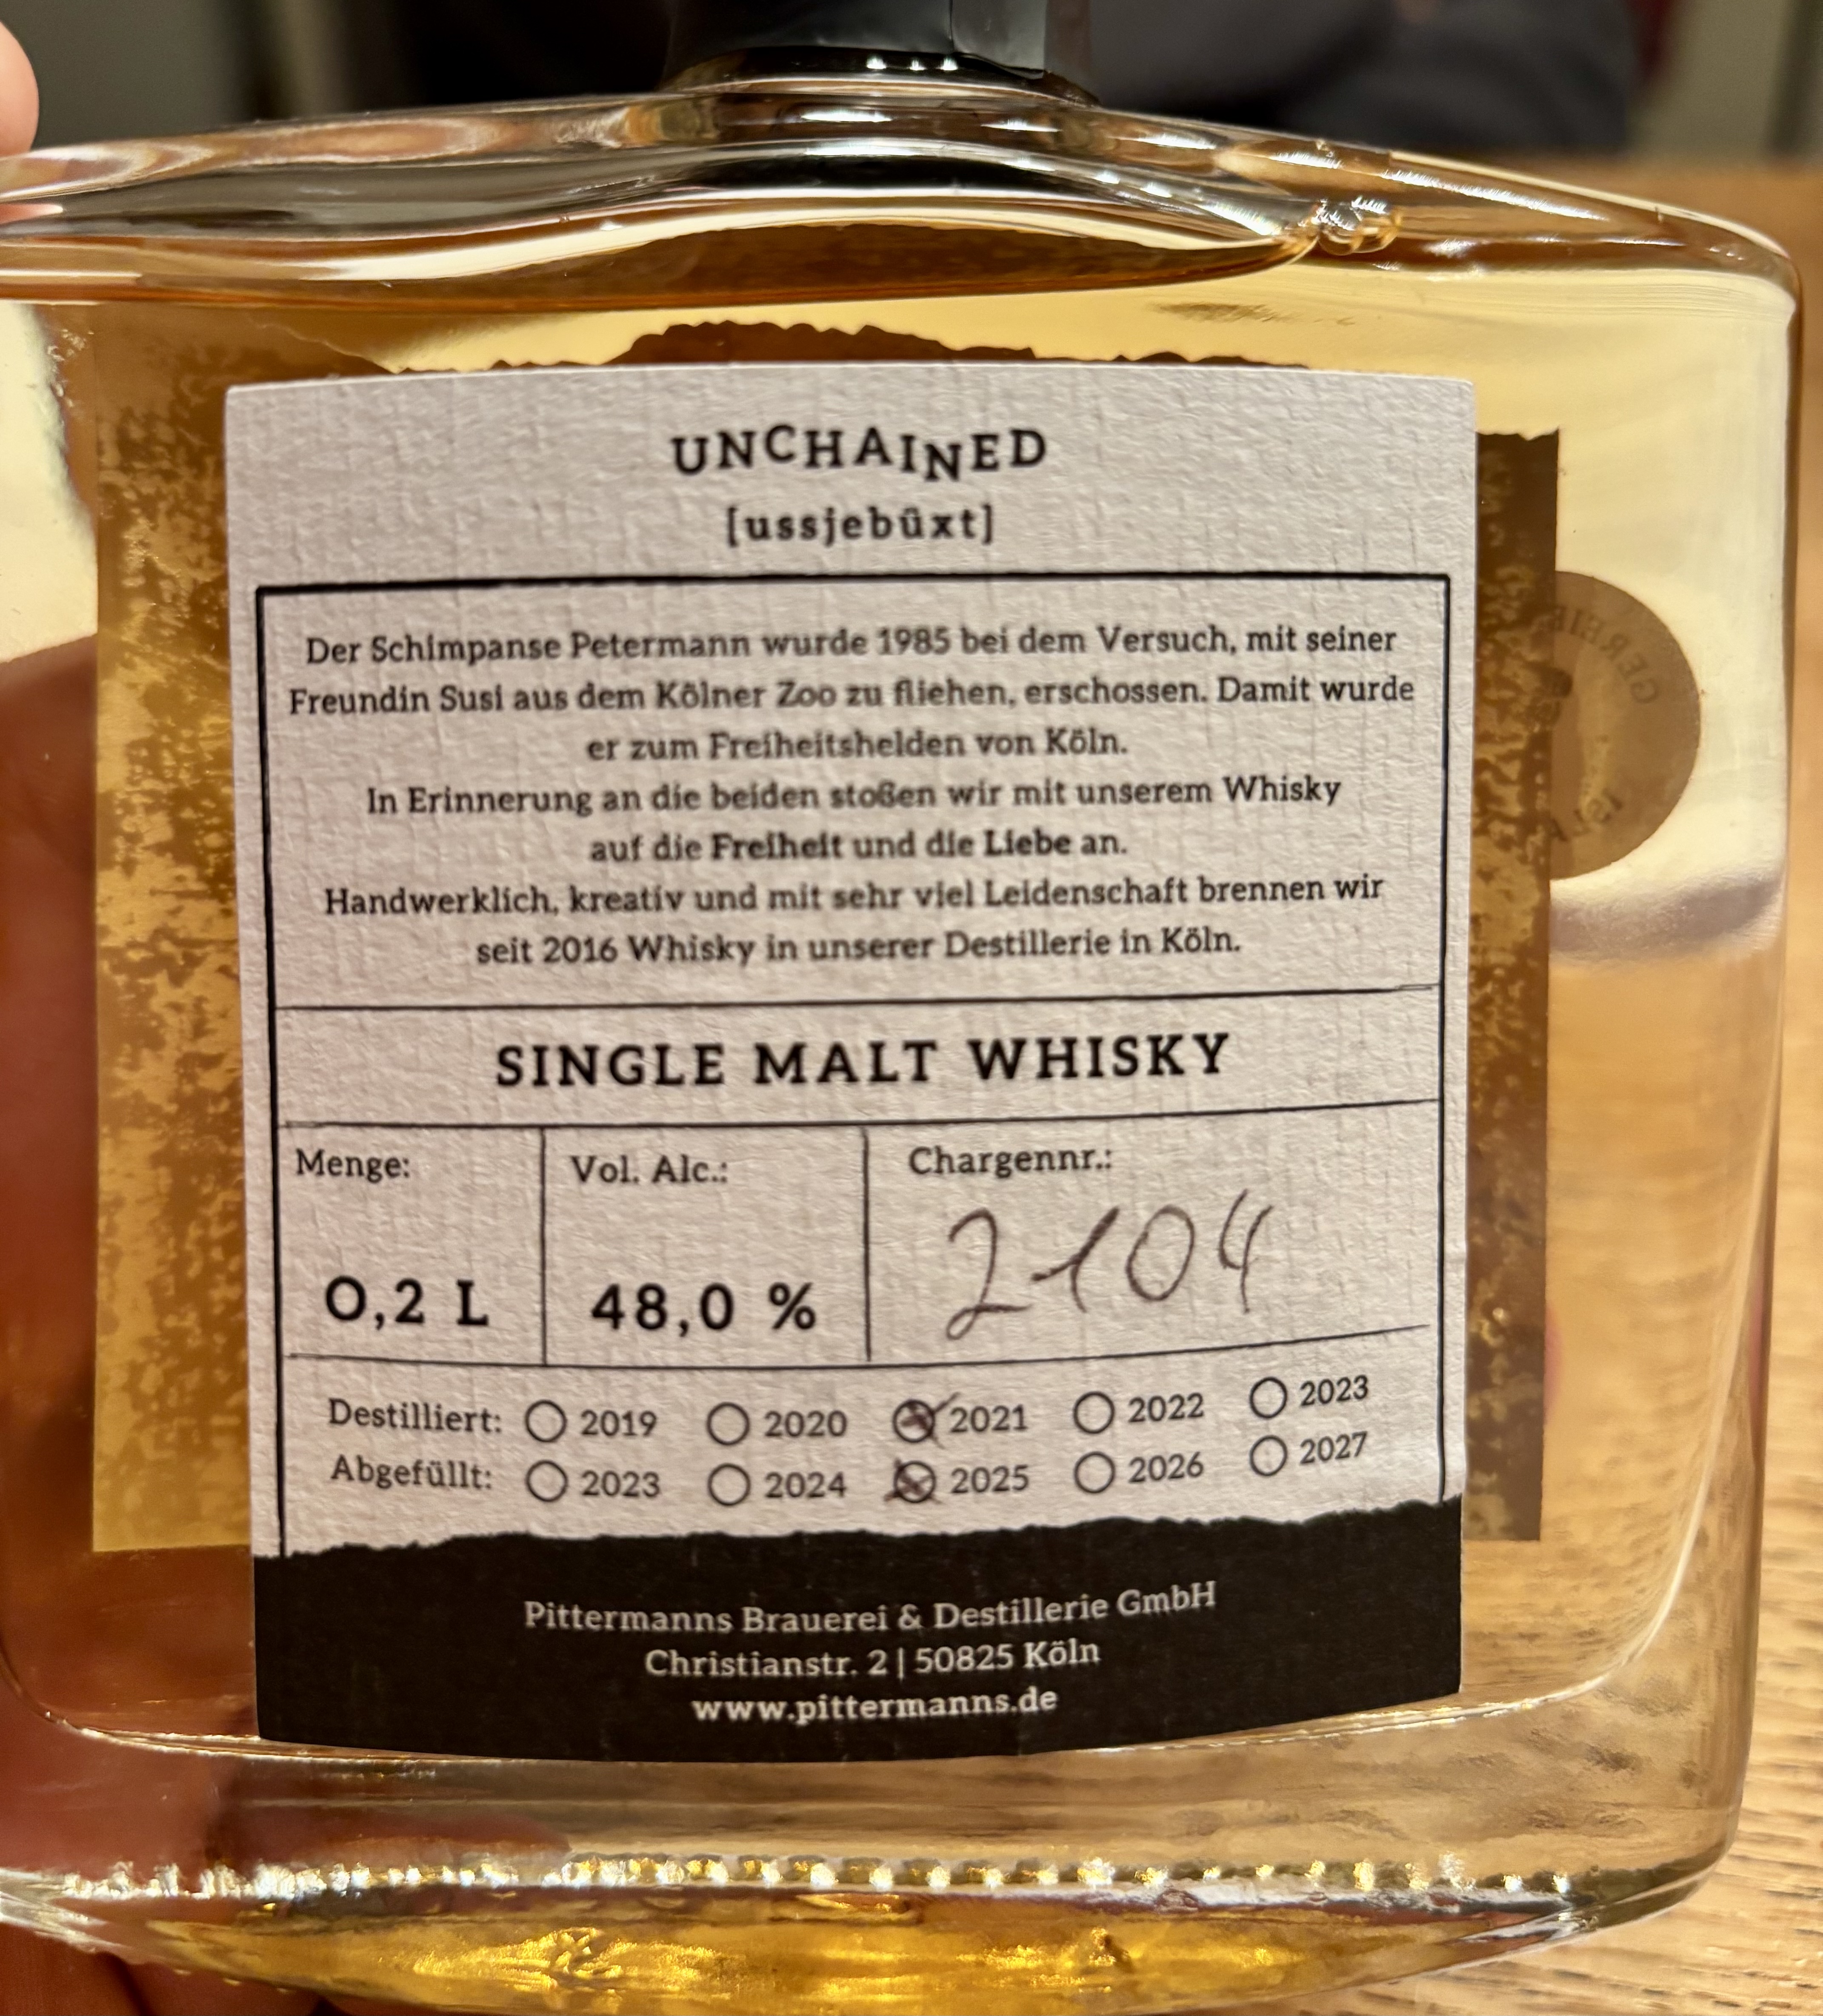 UNCHAINED
[ussjebüxt]
Der Schimpanse Petermann wurde 1985 bei dem Versuch, mit seiner
Freundin Susi aus dem Kölner Zoo zu fliehen, erschossen. Damit wurde
er zum Freiheitshelden von Köln.
In Erinnerung an die beiden stoßen wir mit unserem Whisky
auf die Freiheit und die Liebe an.
Handwerklich, kreativ und mit sehr viel Leidenschaft brennen wir
seit 2016 Whisky in unserer Destillerie in Köln.
SINGLE MALT WHISKY
Menge: Vol. Alc.: Chargennr.:
0,2 L 48,0 % 2104
Destilliert: 2019 2020 2021 2022 2023
Abgefüllt: 2023 2024 2025 2026 2027
Pittermanns Brauerei & Destillerie GmbH
Christianstr. 2 | 50825 Köln
www.pittermanns.de